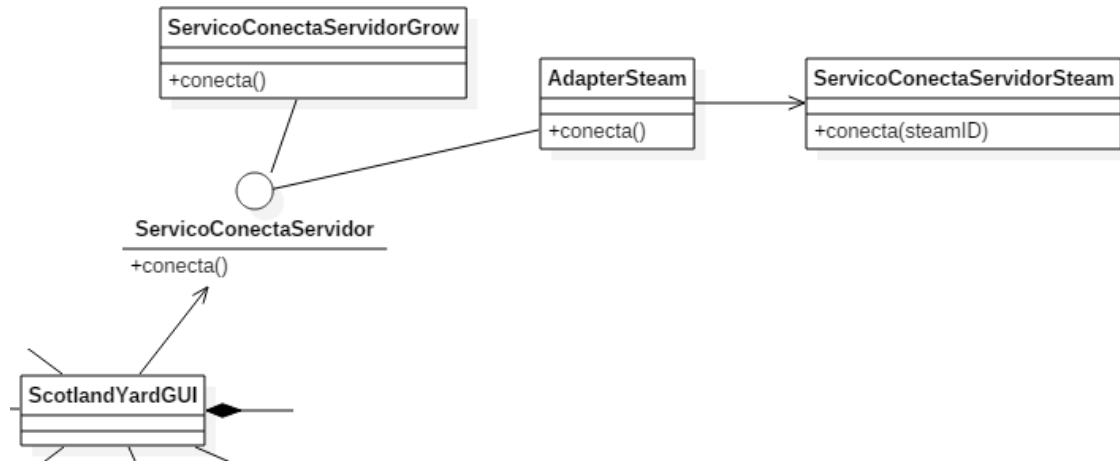 ServicoConectaServidorGrow
+conecta()
AdapterSteam
+conecta()
ServicoConectaServidorSteam
+conecta(steamID)
ServicoConectaServidor
+conecta()
ScotlandYardGUI